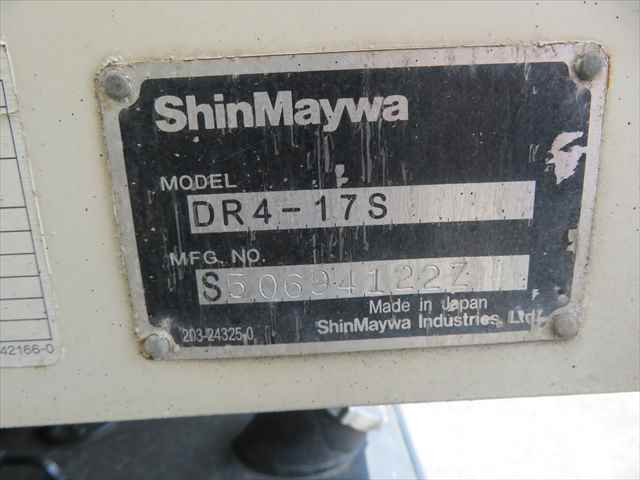 ShinMaywa
MODEL
DR4-17S
MFG. NO.
S50694122Z
Made in Japan
203-24325-0
ShinMaywa Industries, Ltd.
42166-0